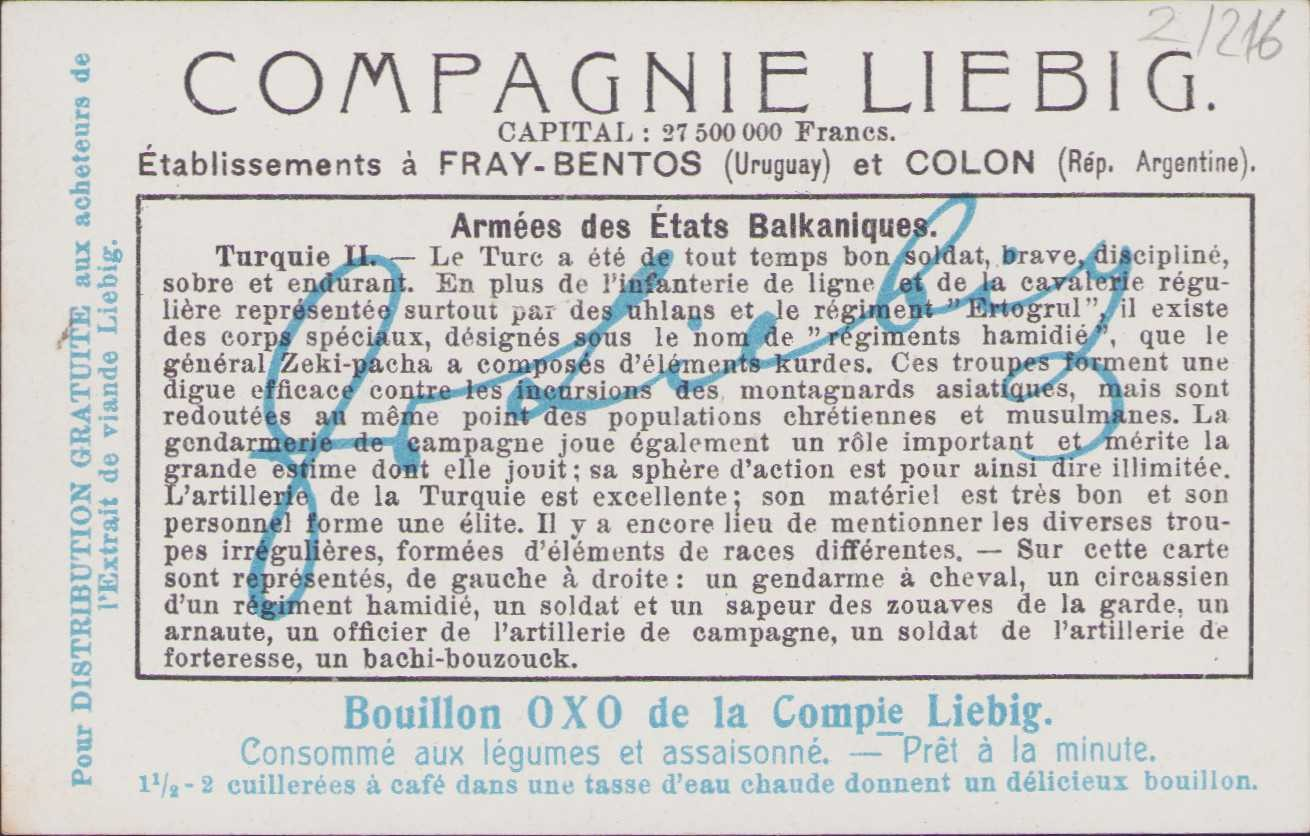 2/216
COMPAGNIE LIEBIG.
CAPITAL : 27 500 000 Francs.
Établissements à FRAY-BENTOS (Uruguay) et COLON (Rép. Argentine).
Armées des États Balkaniques.
Turquie II. — Le Turc a été de tout temps bon soldat, brave, discipliné,
sobre et endurant. En plus de l'infanterie de ligne et de la cavalerie régu-
lière représentée surtout par des uhlans et le régiment "Ertogrul", il existe
des corps spéciaux, désignés sous le nom de "régiments hamidié", que le
général Zeki-pacha a composés d'éléments kurdes. Ces troupes forment une
digue efficace contre les incursions des montagnards asiatiques, mais sont
redoutées au même point des populations chrétiennes et musulmanes. La
gendarmerie de campagne joue également un rôle important et mérite la
grande estime dont elle jouit; sa sphère d'action est pour ainsi dire illimitée.
L'artillerie de la Turquie est excellente; son matériel est très bon et son
personnel forme une élite. Il y a encore lieu de mentionner les diverses trou-
pes irrégulières, formées d'éléments de races différentes. — Sur cette carte
sont représentés, de gauche à droite : un gendarme à cheval, un circassien
d'un régiment hamidié, un soldat et un sapeur des zouaves de la garde, un
arnaute, un officier de l'artillerie de campagne, un soldat de l'artillerie de
forteresse, un bachi-bouzouck.
JvLiebig
Bouillon OXO de la Compie Liebig.
Consommé aux légumes et assaisonné. — Prêt à la minute.
1 1/2 - 2 cuillerées à café dans une tasse d'eau chaude donnent un délicieux bouillon.
Pour DISTRIBUTION GRATUITE aux acheteurs de
l'Extrait de viande Liebig.